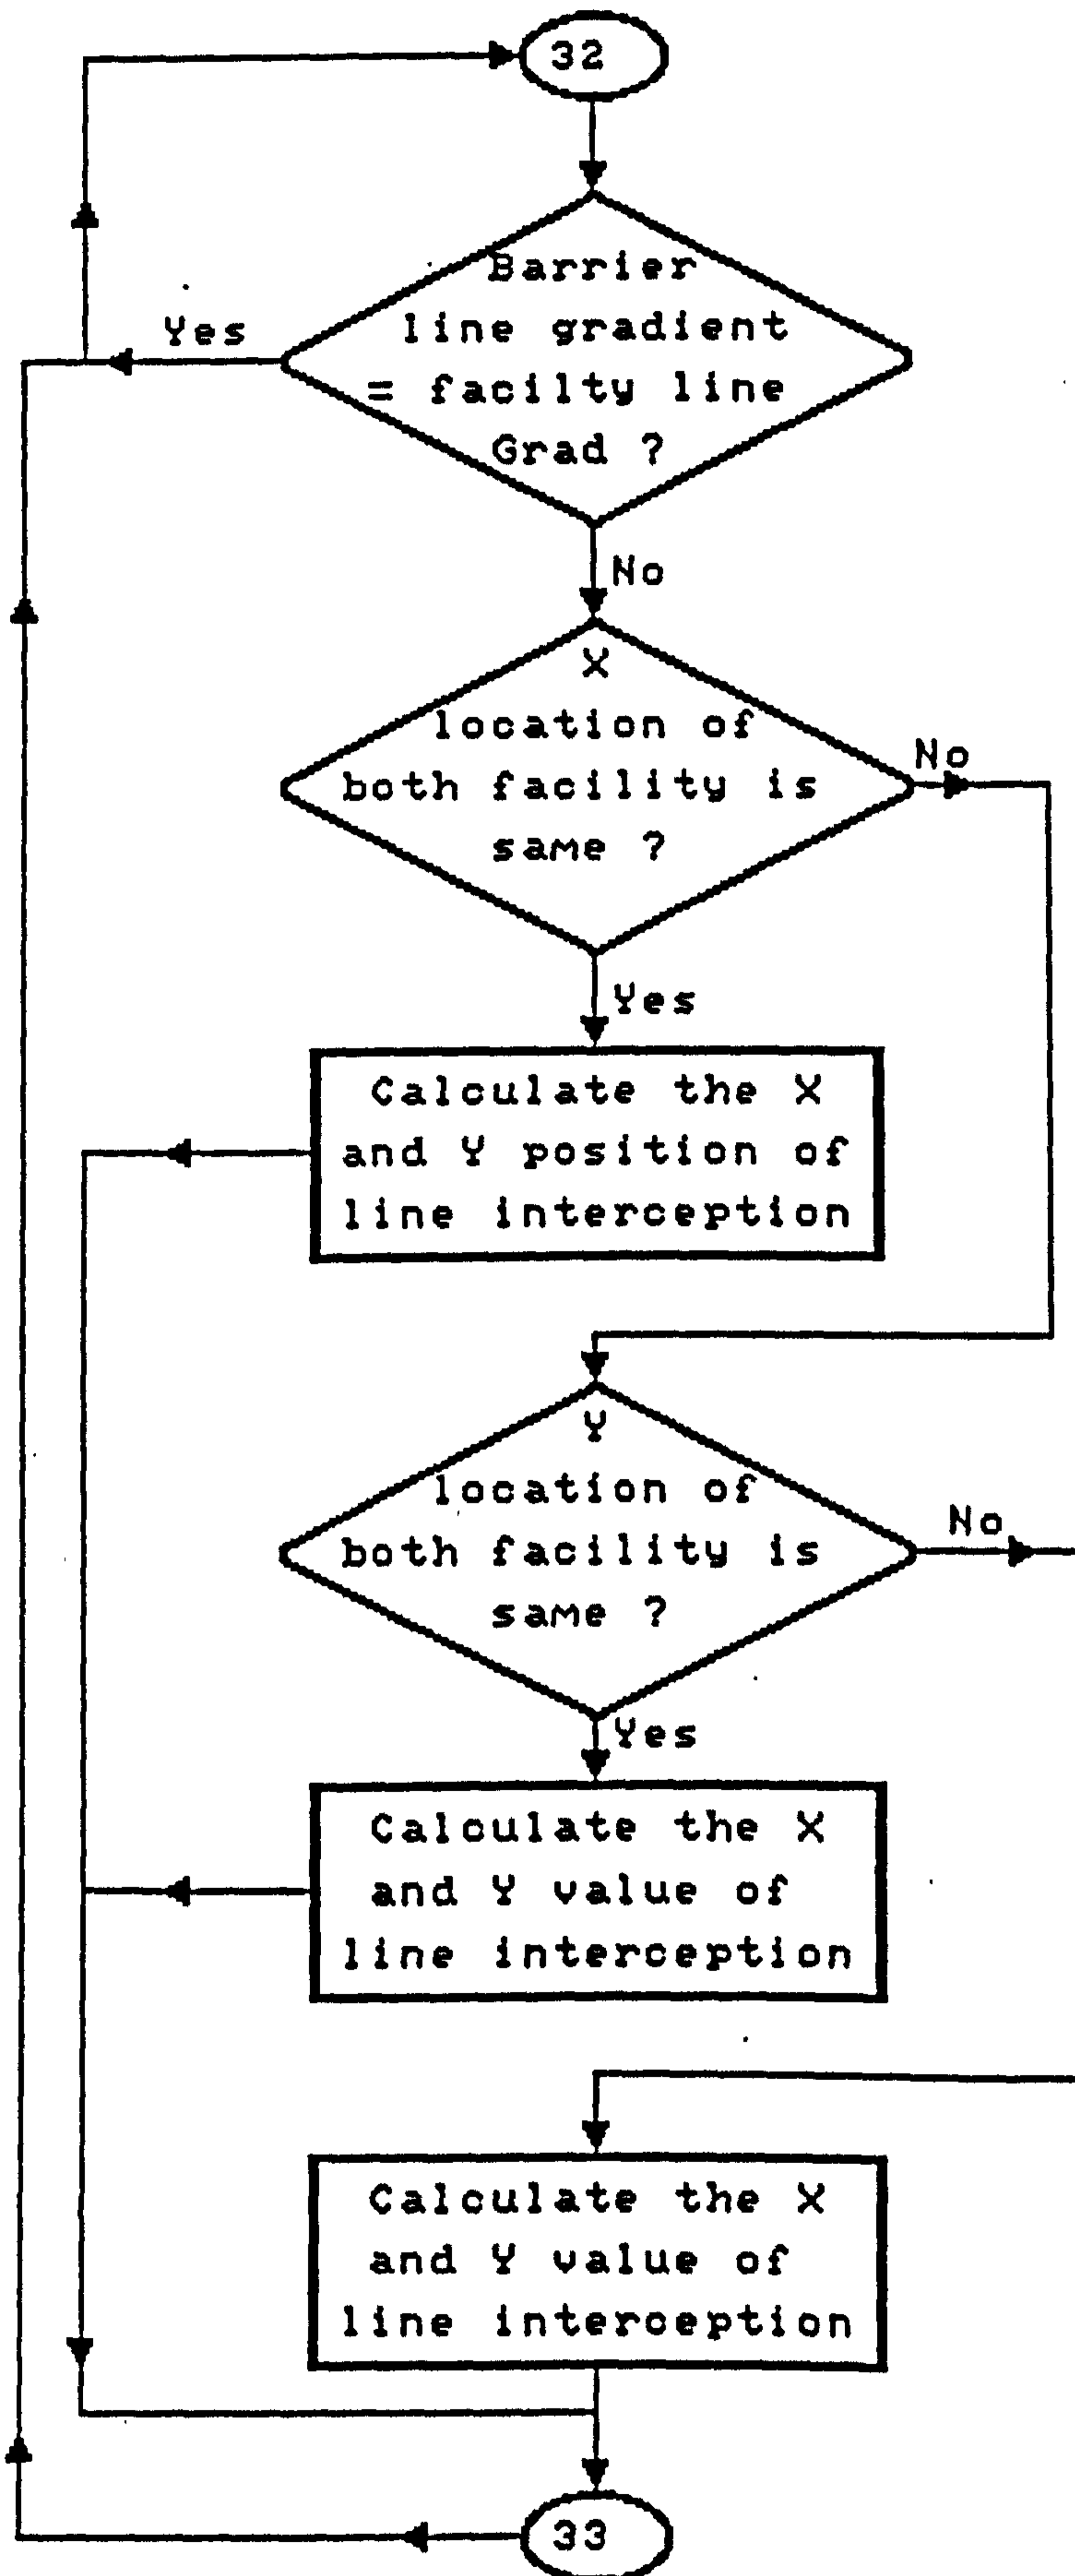 32
Barrier
line gradient
= facilty line
Grad ?
Yes
No
X
location of
both facility is
same ?
No
Yes
Calculate the X
and Y position of
line interception
Y
location of
both facility is
same ?
No
Yes
Calculate the X
and Y value of
line interception
Calculate the X
and Y value of
line interception
33